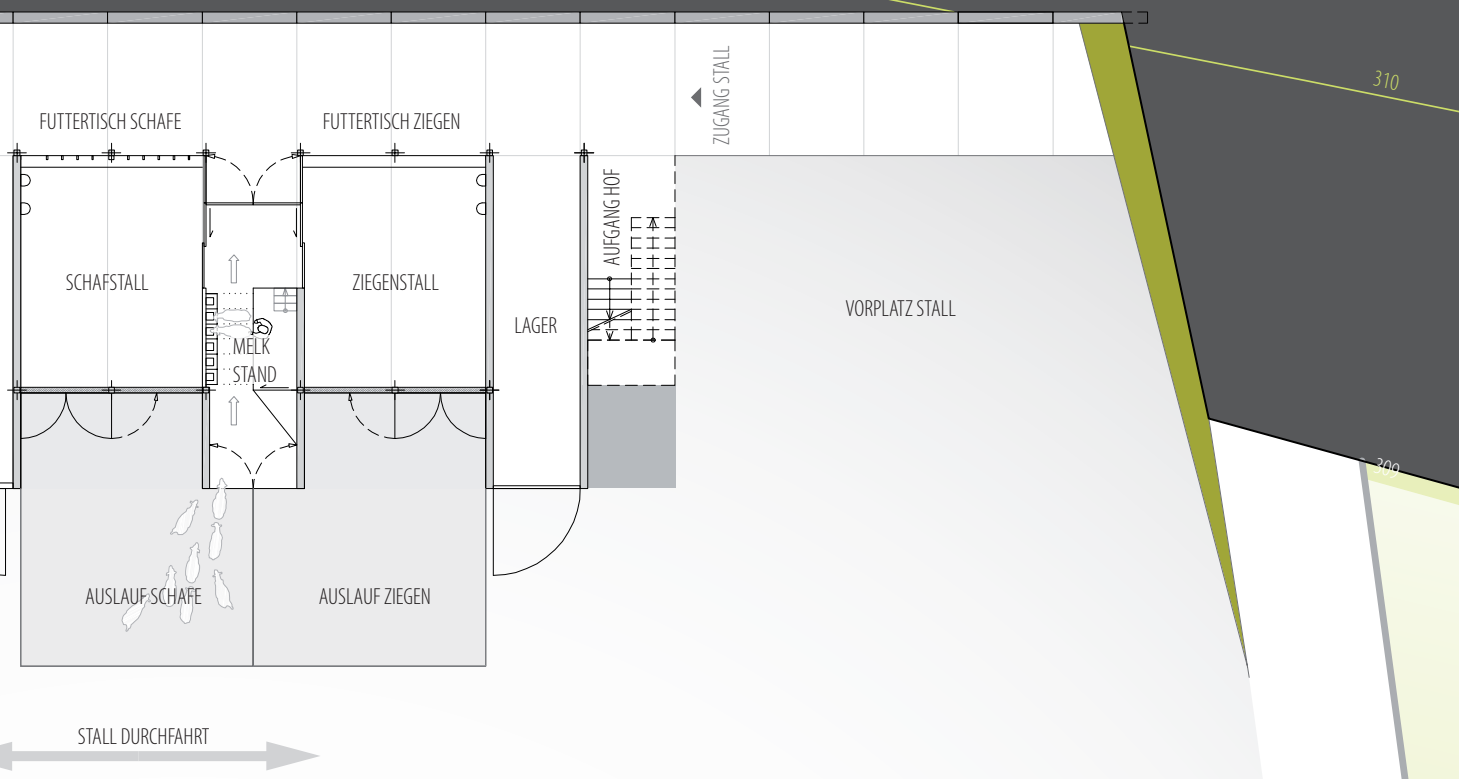 310
ZUGANG STALL
FUTTERTISCH SCHAFE
FUTTERTISCH ZIEGEN
AUFGANG HOF
SCHAFSTALL
ZIEGENSTALL
VORPLATZ STALL
LAGER
MELK
STAND
309
AUSLAUF SCHAFE
AUSLAUF ZIEGEN
STALL DURCHFAHRT